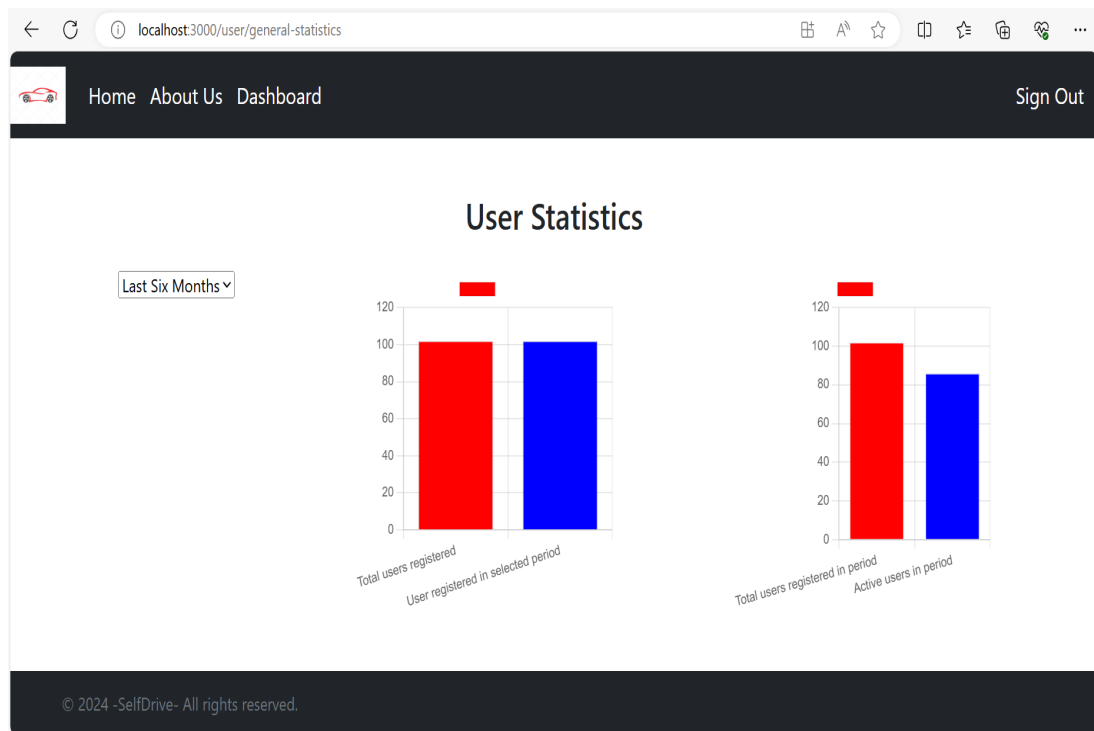 localhost:3000/user/general-statistics
Home About Us Dashboard Sign Out
User Statistics
Last Six Months
120
100
80
60
40
20
0
Total users registered
User registered in selected period
120
100
80
60
40
20
0
Total users registered in period
Active users in period
© 2024 -SelfDrive- All rights reserved.